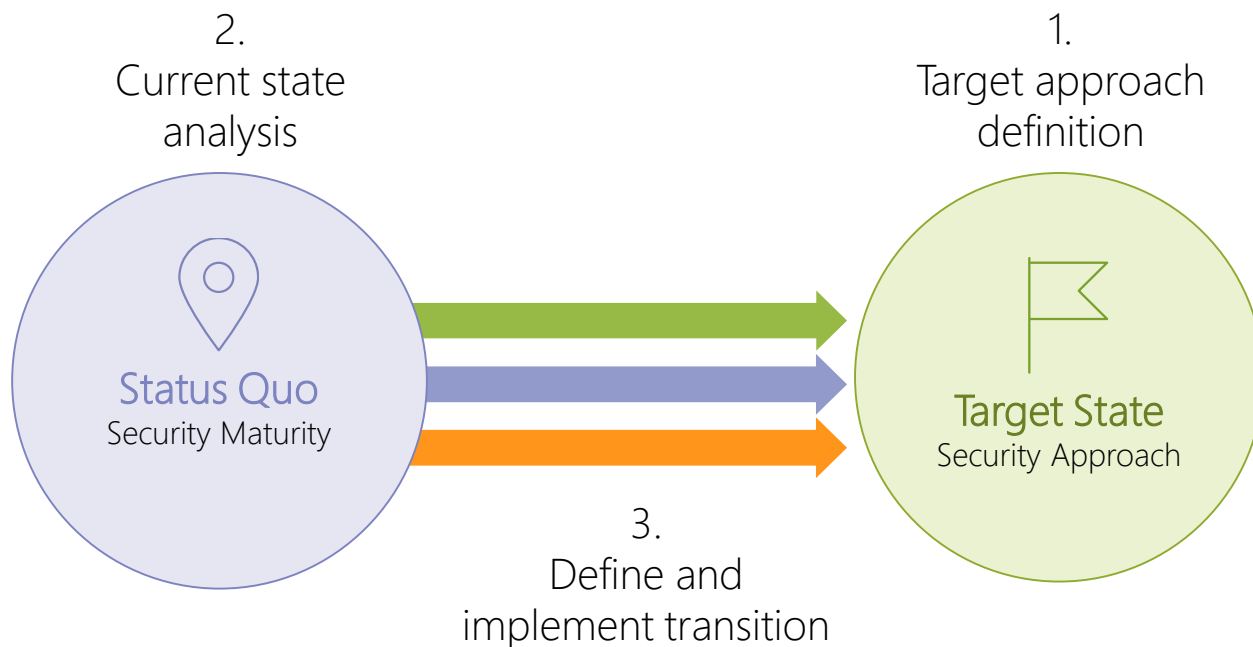 2.
Current state
analysis
Status Quo
Security Maturity
1.
Target approach
definition
Target State
Security Approach
3.
Define and
implement transition